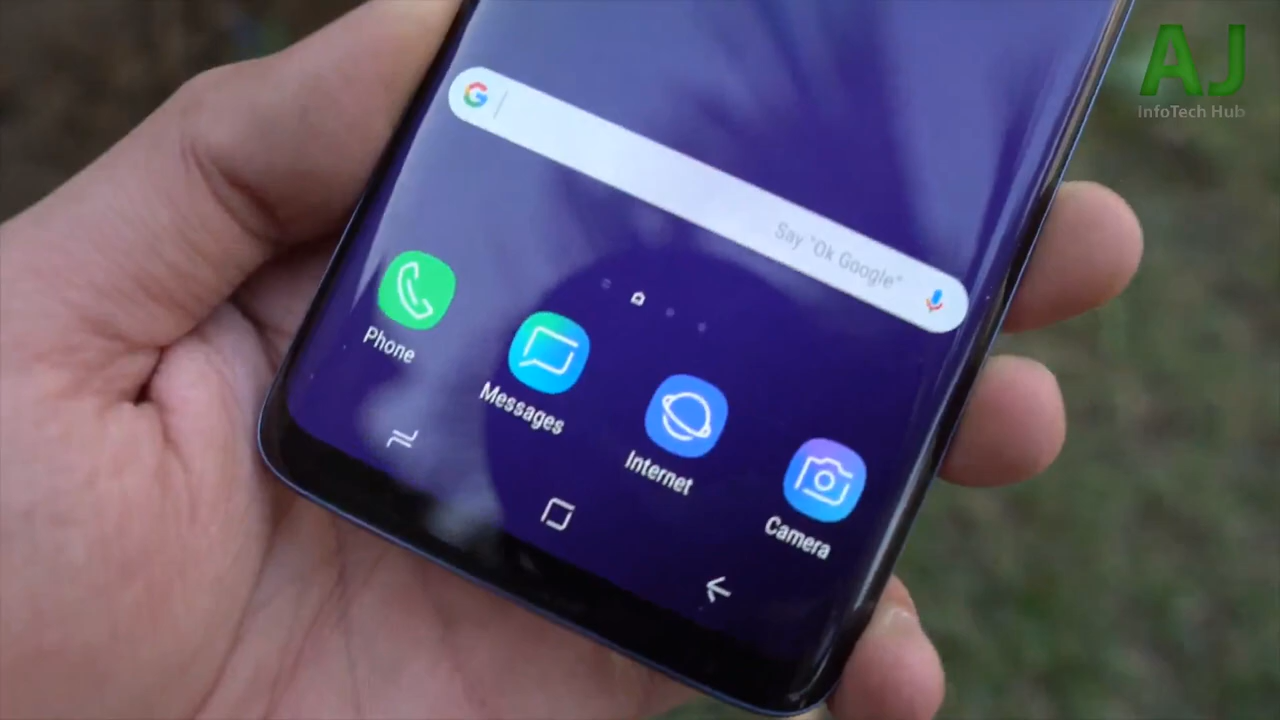 AJ
InfoTech Hub
G
Say "Ok Google"
Phone
Messages
Internet
Camera